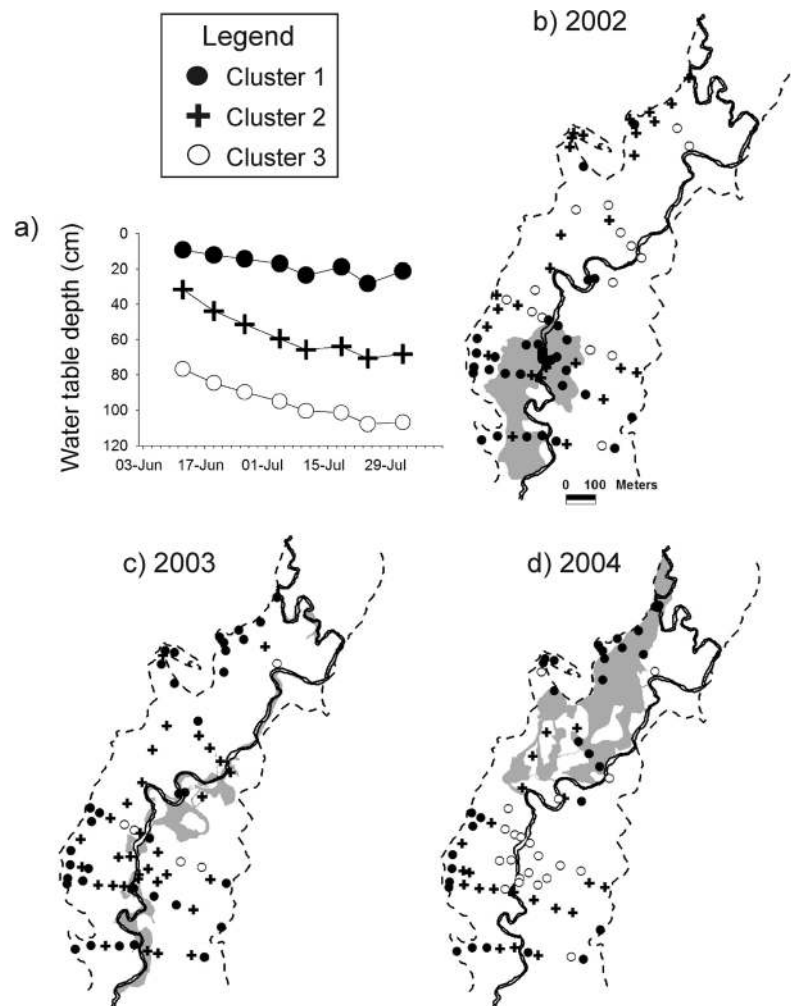 Legend
Cluster 1
Cluster 2
Cluster 3
a)
Water table depth (cm)
0
20
40
60
80
100
120
03-Jun 17-Jun 01-Jul 15-Jul 29-Jul
b) 2002
0 100 Meters
c) 2003
d) 2004